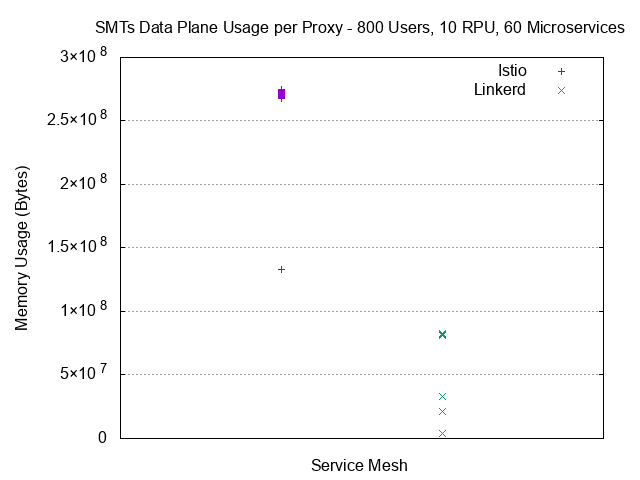 SMTs Data Plane Usage per Proxy - 800 Users, 10 RPU, 60 Microservices
3×10⁸
Istio
Linkerd
2.5×10⁸
2×10⁸
1.5×10⁸
1×10⁸
5×10⁷
0
Memory Usage (Bytes)
Service Mesh